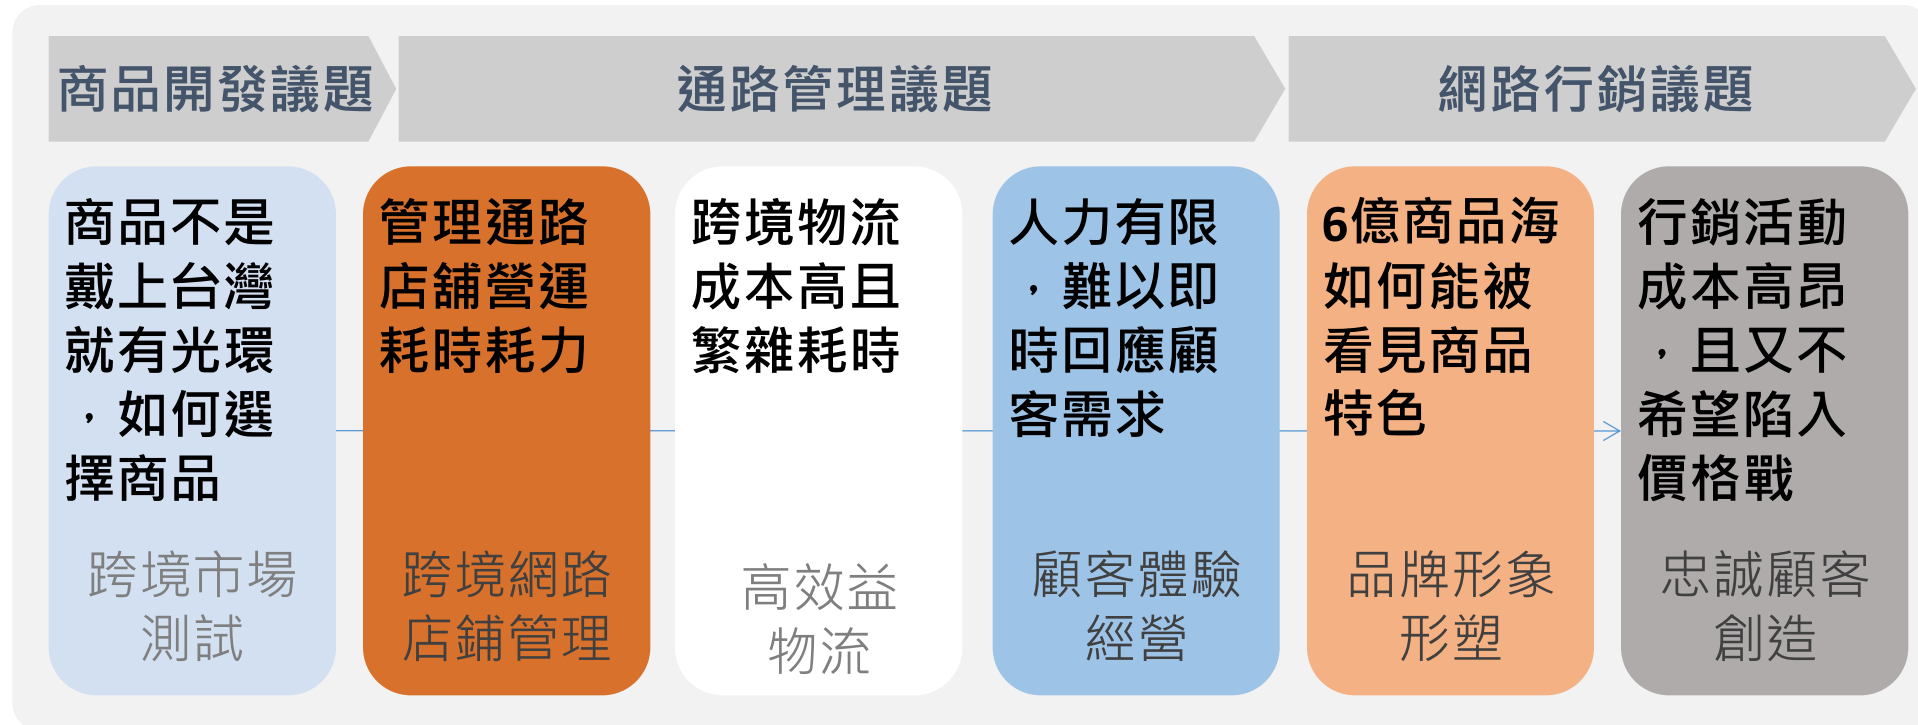 商品開發議題
通路管理議題
網路行銷議題
商品不是
戴上台灣
就有光環
，如何選
擇商品
跨境市場
測試
管理通路
店舖營運
耗時耗力
跨境網路
店鋪管理
跨境物流
成本高且
繁雜耗時
高效益
物流
人力有限
，難以即
時回應顧
客需求
顧客體驗
經營
6億商品海
如何能被
看見商品
特色
品牌形象
形塑
行銷活動
成本高昂
，且又不
希望陷入
價格戰
忠誠顧客
創造